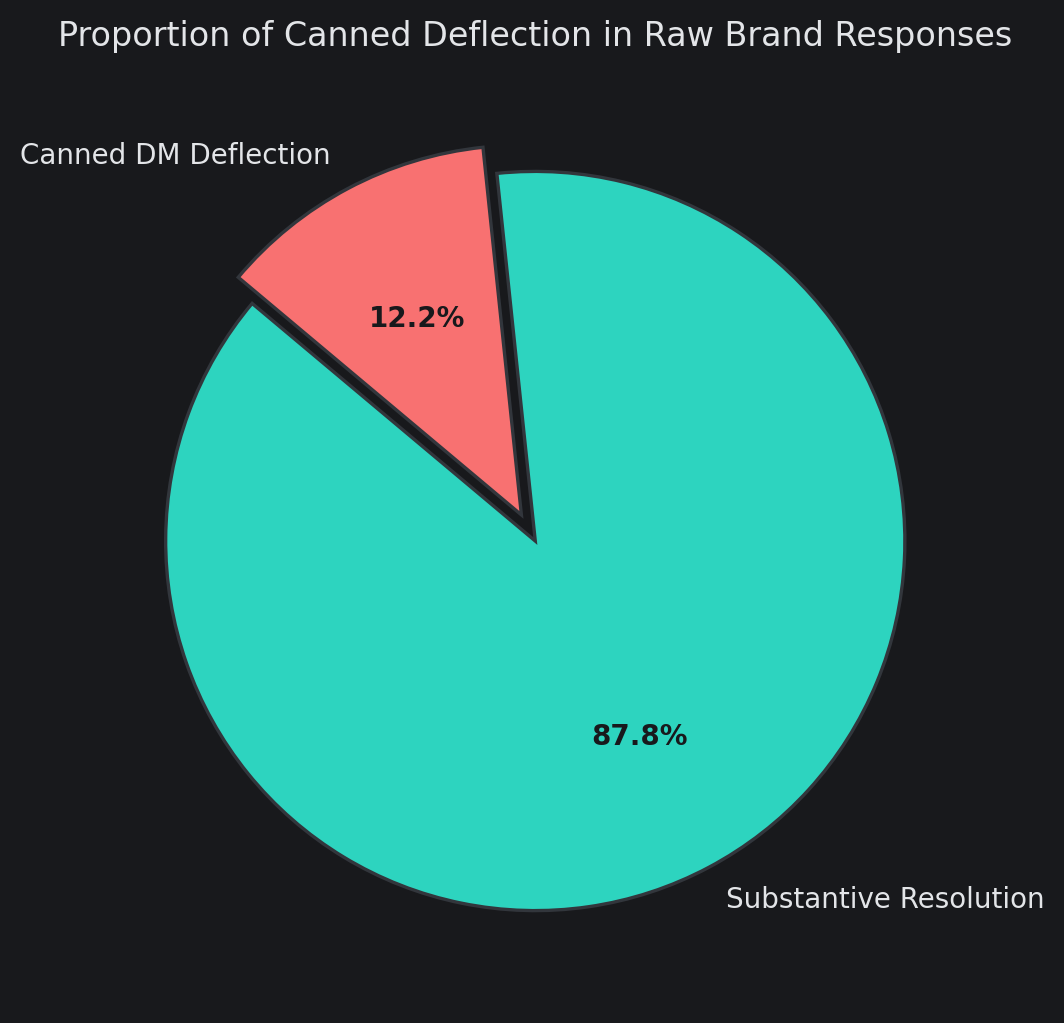 Proportion of Canned Deflection in Raw Brand Responses
Canned DM Deflection
12.2%
87.8%
Substantive Resolution